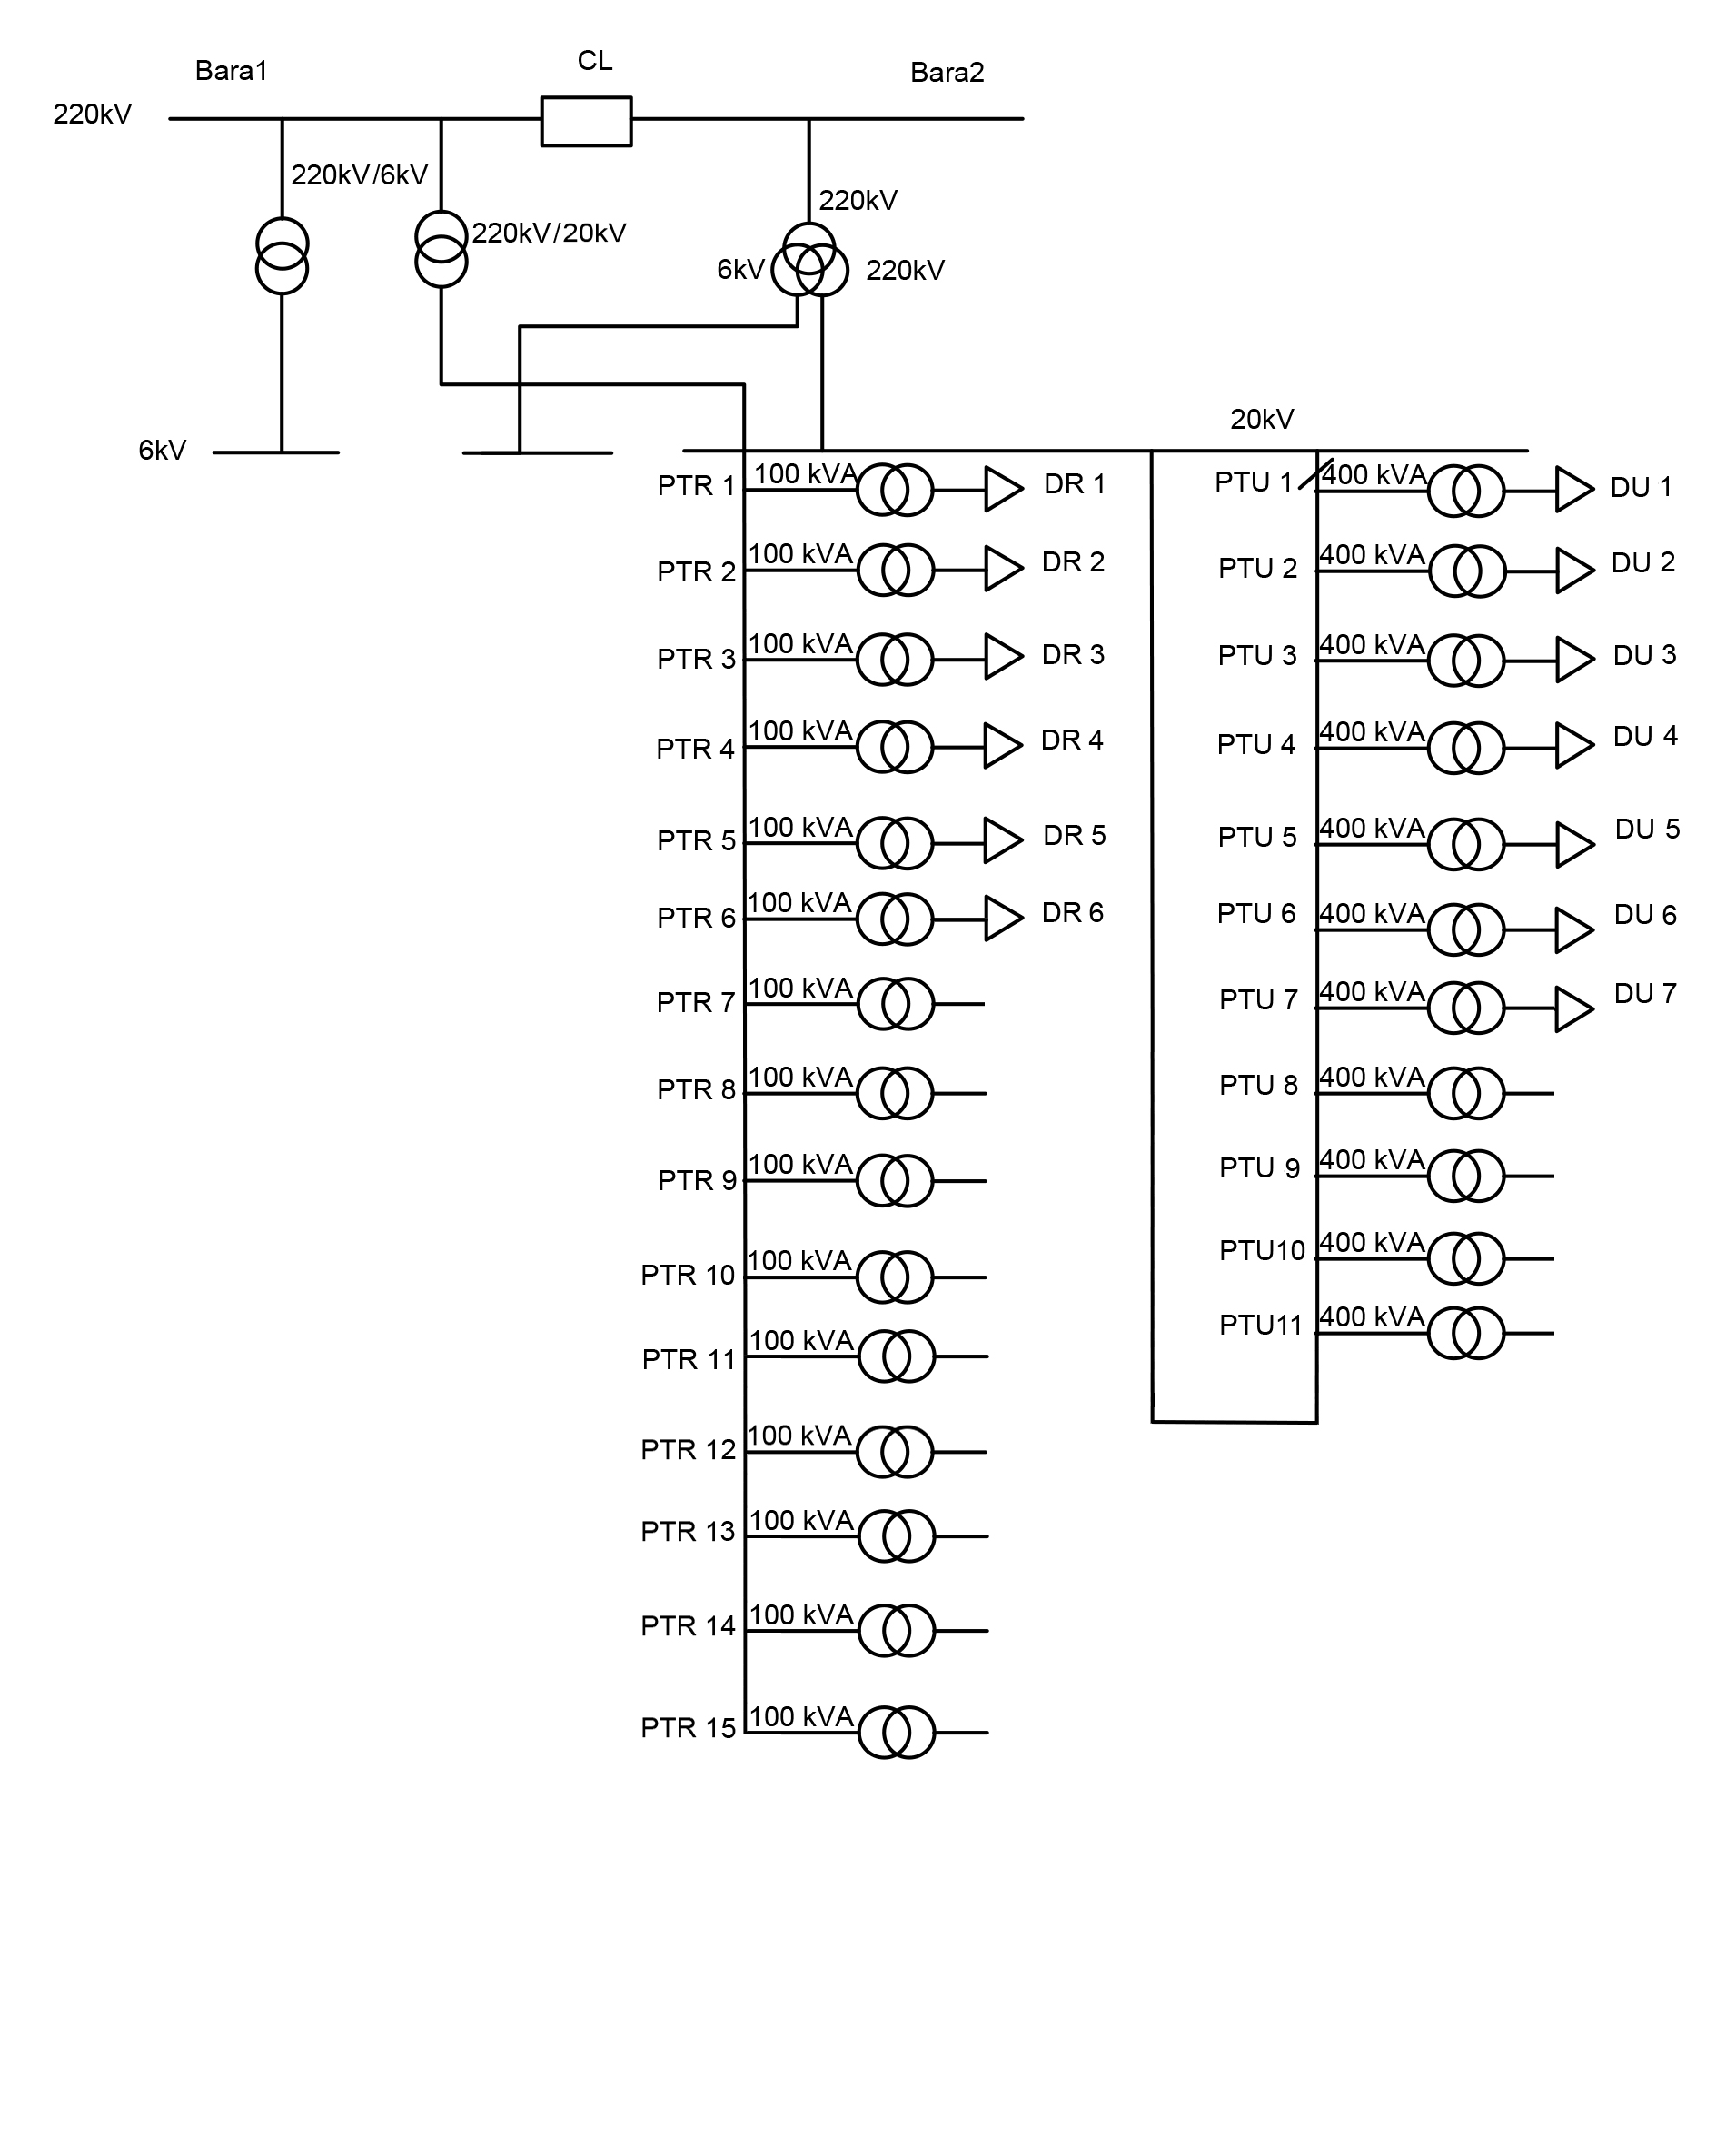 CL
Bara1
Bara2
220kV
220kV/6kV
220kV
220kV/20kV
6kV
220kV
20kV
6kV
PTR 1 100 kVA DR 1
PTU 1 400 kVA DU 1
PTR 2 100 kVA DR 2
PTU 2 400 kVA DU 2
PTR 3 100 kVA DR 3
PTU 3 400 kVA DU 3
PTR 4 100 kVA DR 4
PTU 4 400 kVA DU 4
PTR 5 100 kVA DR 5
PTU 5 400 kVA DU 5
PTR 6 100 kVA DR 6
PTU 6 400 kVA DU 6
PTR 7 100 kVA
PTU 7 400 kVA DU 7
PTR 8 100 kVA
PTU 8 400 kVA
PTR 9 100 kVA
PTU 9 400 kVA
PTR 10 100 kVA
PTU10 400 kVA
PTR 11 100 kVA
PTU11 400 kVA
PTR 12 100 kVA
PTR 13 100 kVA
PTR 14 100 kVA
PTR 15 100 kVA